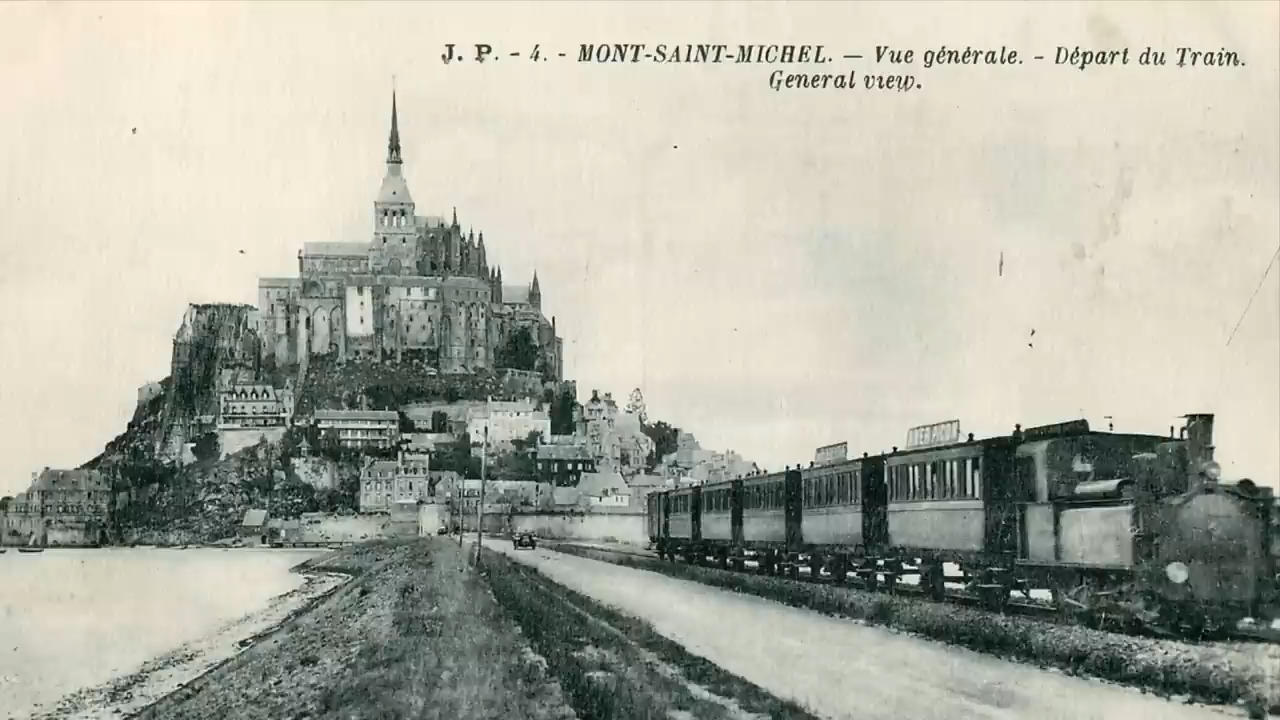 J. P. - 4. - MONT-SAINT-MICHEL. — Vue générale. - Départ du Train.
General view.